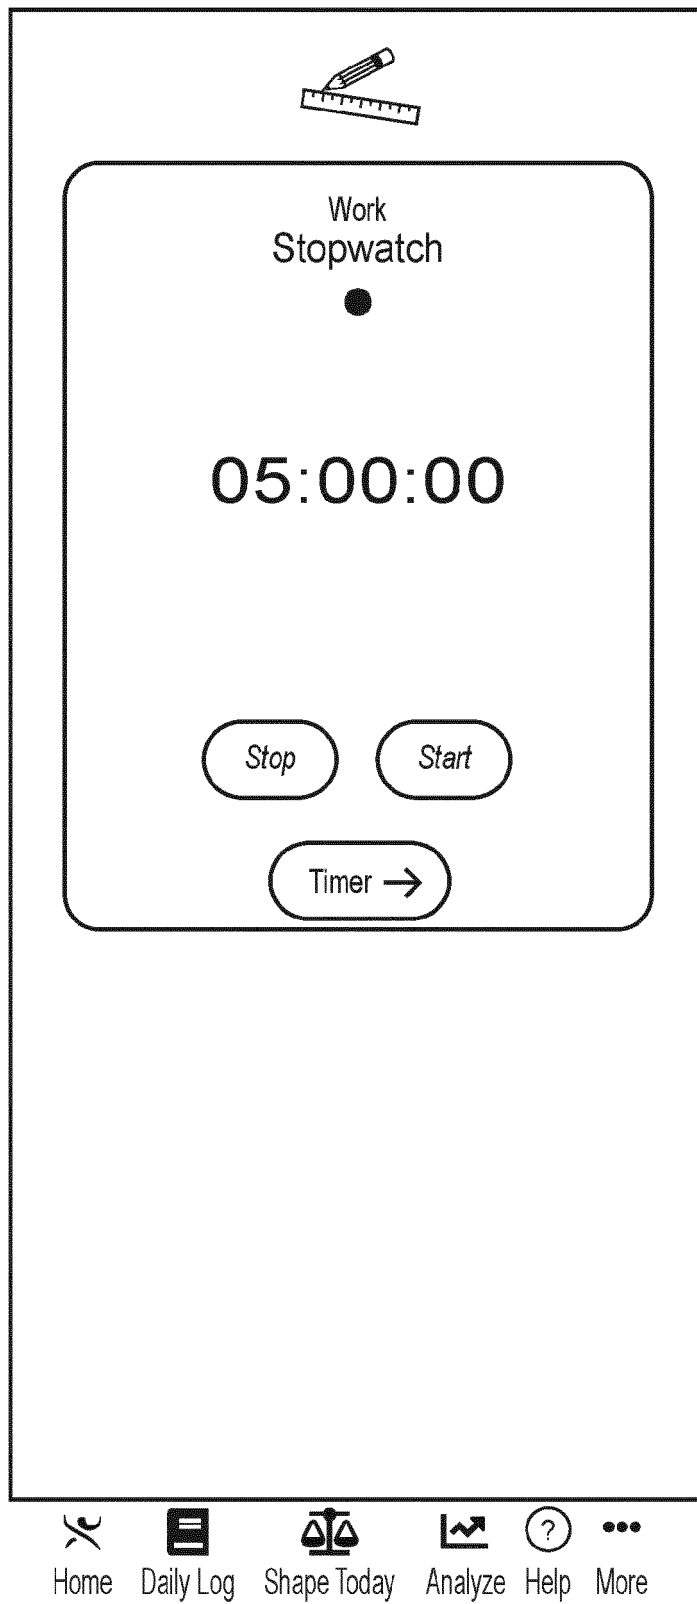 Work
Stopwatch
05:00:00
Stop Start
Timer →
?
Home Daily Log Shape Today Analyze Help More